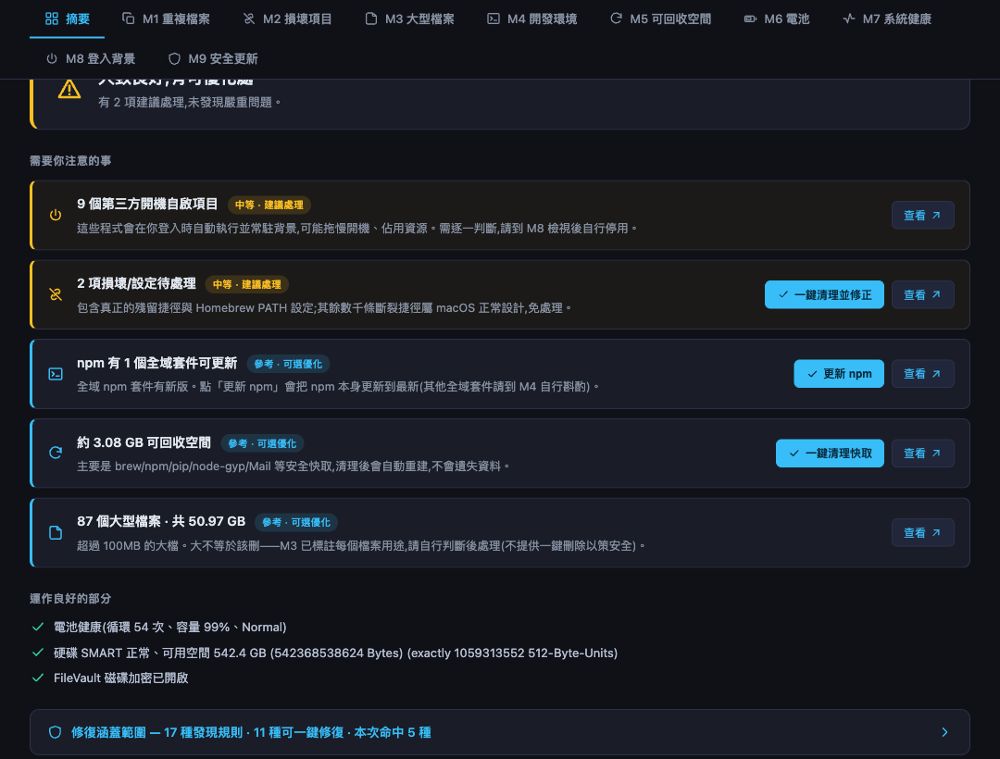 摘要
M1 重複檔案
M2 損壞項目
M3 大型檔案
M4 開發環境
M5 可回收空間
M6 電池
M7 系統健康
M8 登入背景
M9 安全更新
有 2 項建議處理,未發現嚴重問題。
需要你注意的事
9 個第三方開機自啟項目 中等 · 建議處理
這些程式會在你登入時自動執行並常駐背景,可能拖慢開機、佔用資源。需逐一判斷,請到 M8 檢視後自行停用。
查看
2 項損壞/設定待處理 中等 · 建議處理
包含真正的殘留捷徑與 Homebrew PATH 設定;其餘數千條斷裂捷徑屬 macOS 正常設計,免處理。
一鍵清理並修正
查看
npm 有 1 個全域套件可更新 參考 · 可選優化
全域 npm 套件有新版。點「更新 npm」會把 npm 本身更新到最新(其他全域套件請到 M4 自行斟酌)。
更新 npm
查看
約 3.08 GB 可回收空間 參考 · 可選優化
主要是 brew/npm/pip/node-gyp/Mail 等安全快取,清理後會自動重建,不會遺失資料。
一鍵清理快取
查看
87 個大型檔案 · 共 50.97 GB 參考 · 可選優化
超過 100MB 的大檔。大不等於該刪——M3 已標註每個檔案用途,請自行判斷後處理(不提供一鍵刪除以策安全)。
查看
運作良好的部分
電池健康(循環 54 次、容量 99%、Normal)
硬碟 SMART 正常、可用空間 542.4 GB (542368538624 Bytes) (exactly 1059313552 512-Byte-Units)
FileVault 磁碟加密已開啟
修復涵蓋範圍 — 17 種發現規則 · 11 種可一鍵修復 · 本次命中 5 種